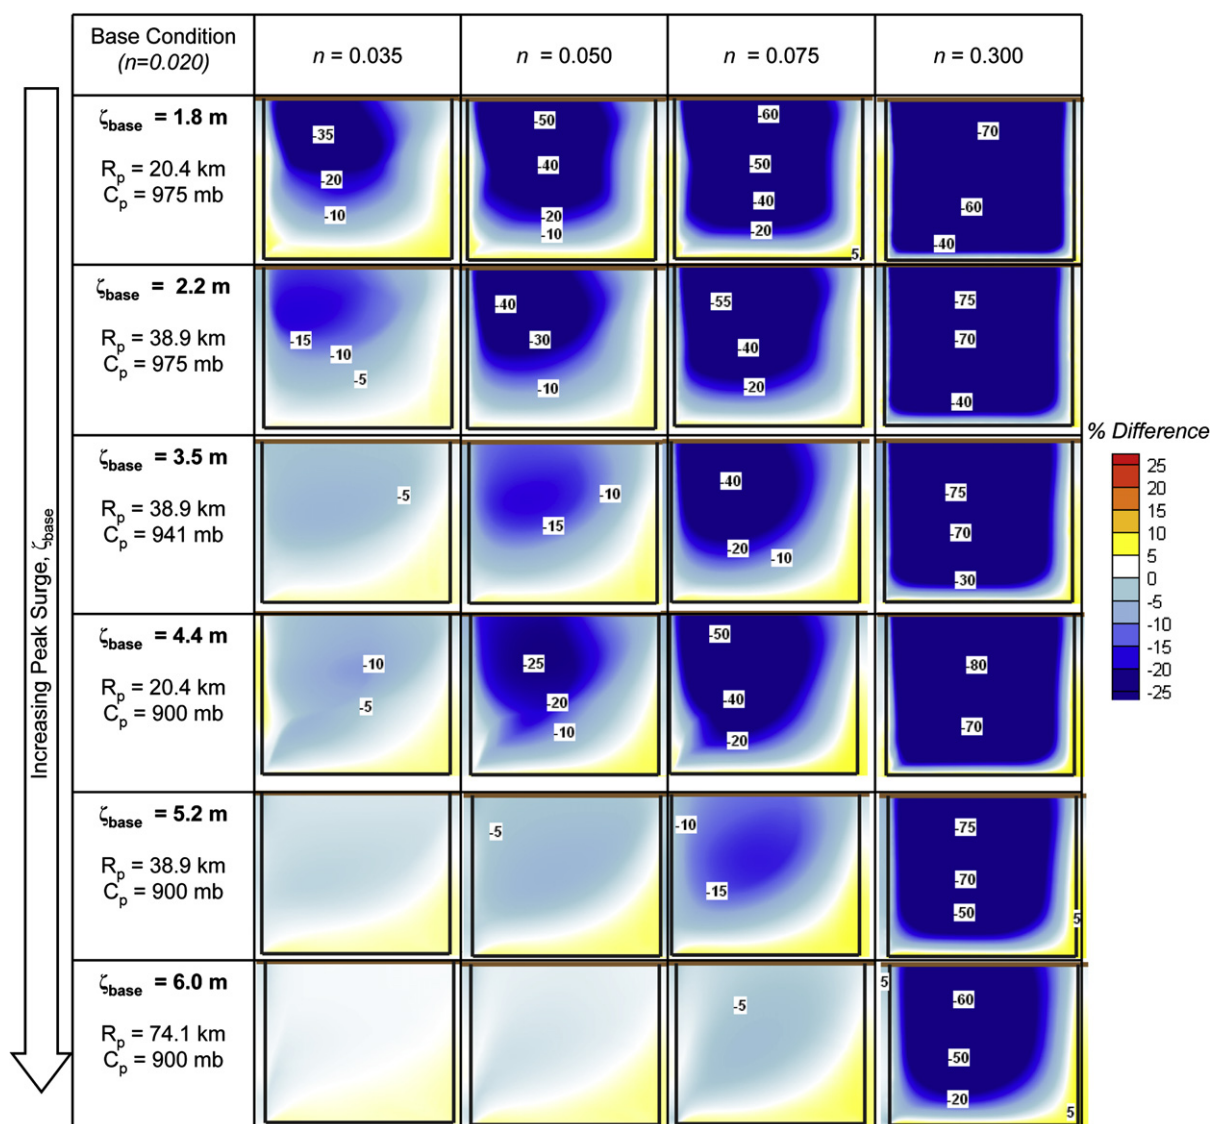 Base Condition
(n=0.020)
n = 0.035
n = 0.050
n = 0.075
n = 0.300
ζbase = 1.8 m
Rp = 20.4 km
Cp = 975 mb
-35
-20
-10
-50
-40
-20
-10
-60
-50
-40
-20
5
-70
-60
-40
ζbase = 2.2 m
Rp = 38.9 km
Cp = 975 mb
-15
-10
-5
-40
-30
-10
-55
-40
-20
-75
-70
-40
ζbase = 3.5 m
Rp = 38.9 km
Cp = 941 mb
-5
-10
-15
-40
-20
-10
-75
-70
-30
ζbase = 4.4 m
Rp = 20.4 km
Cp = 900 mb
-10
-5
-25
-20
-10
-50
-40
-20
-80
-70
ζbase = 5.2 m
Rp = 38.9 km
Cp = 900 mb
-5
-10
-15
-75
-70
-50
5
ζbase = 6.0 m
Rp = 74.1 km
Cp = 900 mb
-5
5
-60
-50
-20
5
Increasing Peak Surge, ζbase
% Difference
25
20
15
10
5
0
-5
-10
-15
-20
-25